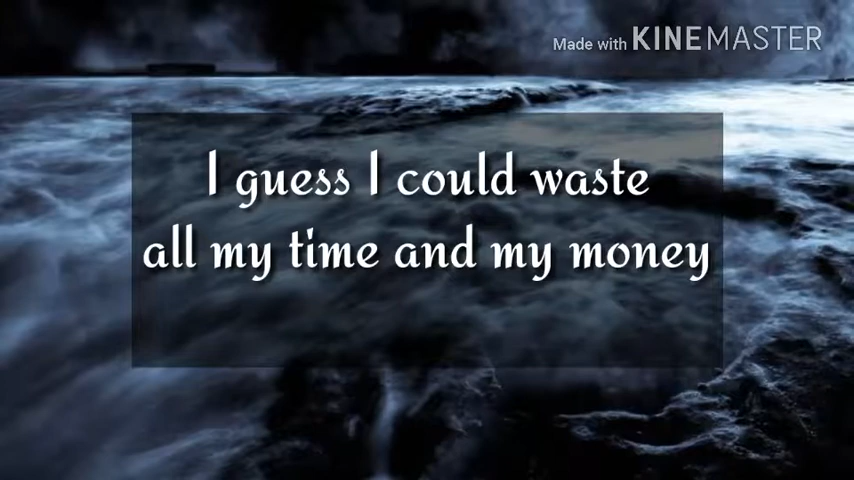 Made with KINEMASTER
I guess I could waste
all my time and my money